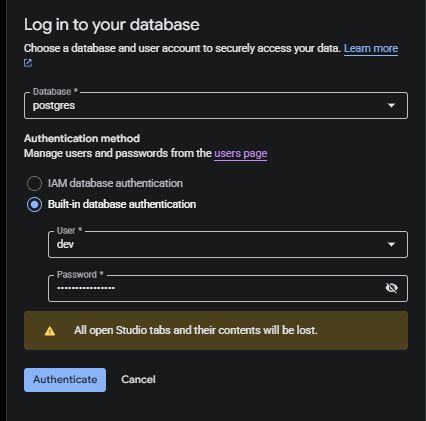 Log in to your database
Choose a database and user account to securely access your data. Learn more
Database *
postgres
Authentication method
Manage users and passwords from the users page
IAM database authentication
Built-in database authentication
User *
dev
Password *
••••••••••••••••
All open Studio tabs and their contents will be lost.
Authenticate Cancel